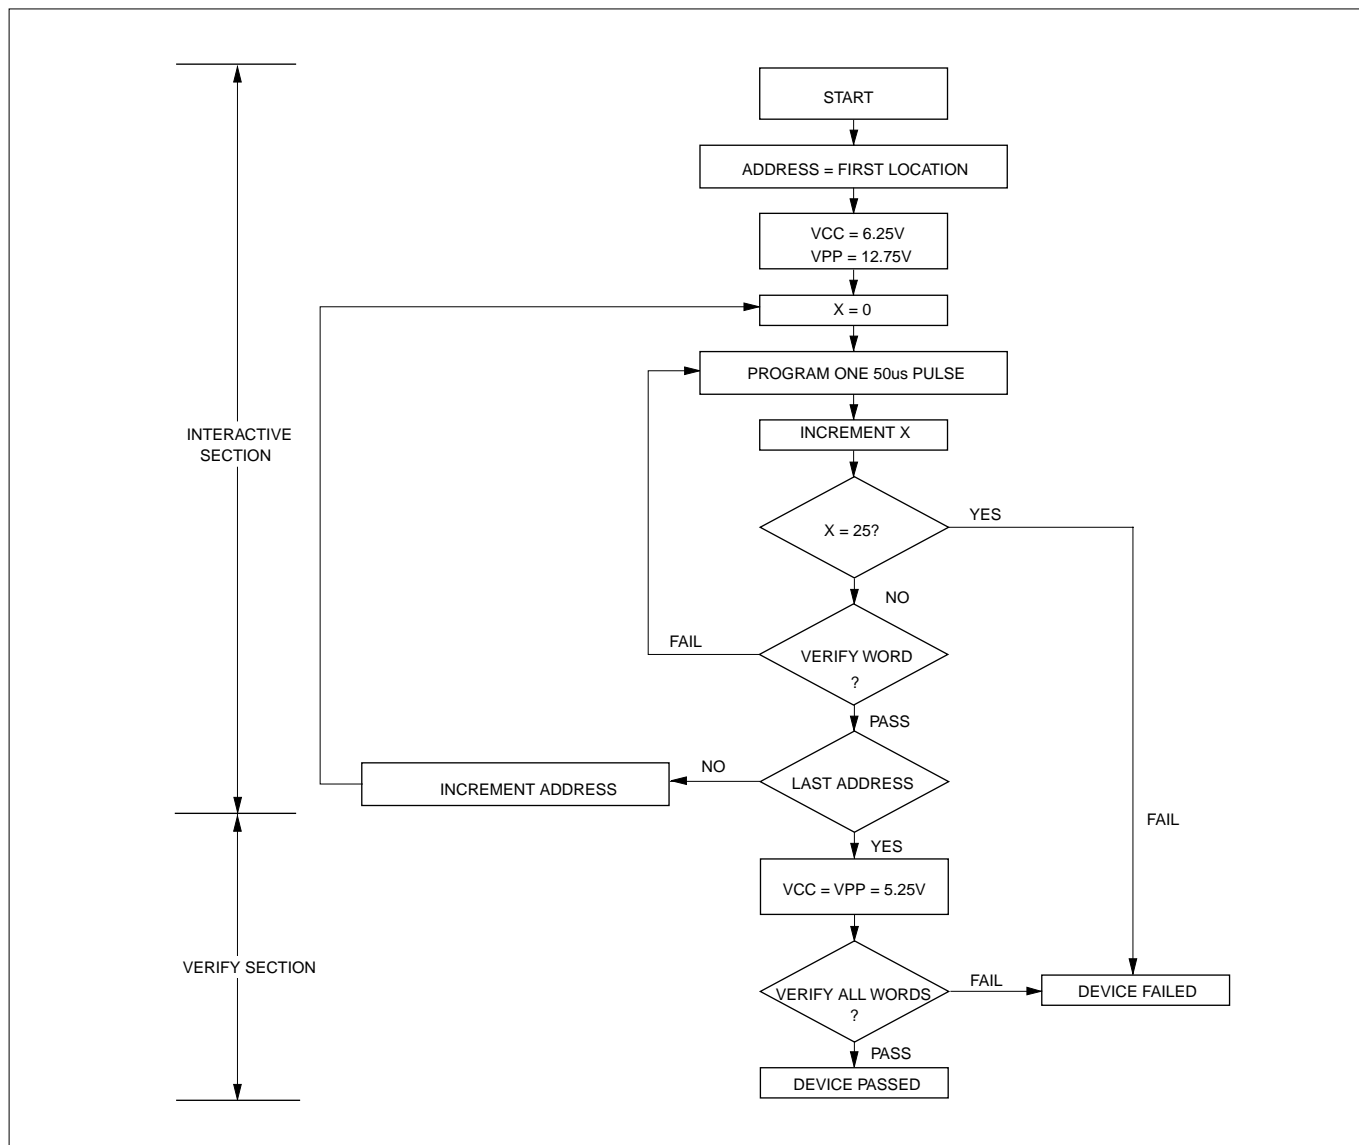 START
ADDRESS = FIRST LOCATION
VCC = 6.25V
VPP = 12.75V
X = 0
PROGRAM ONE 50us PULSE
INTERACTIVE
SECTION
INCREMENT X
X = 25?
YES
NO
FAIL
VERIFY WORD
?
PASS
NO
LAST ADDRESS
INCREMENT ADDRESS
FAIL
YES
VCC = VPP = 5.25V
VERIFY SECTION
VERIFY ALL WORDS
?
FAIL
DEVICE FAILED
PASS
DEVICE PASSED